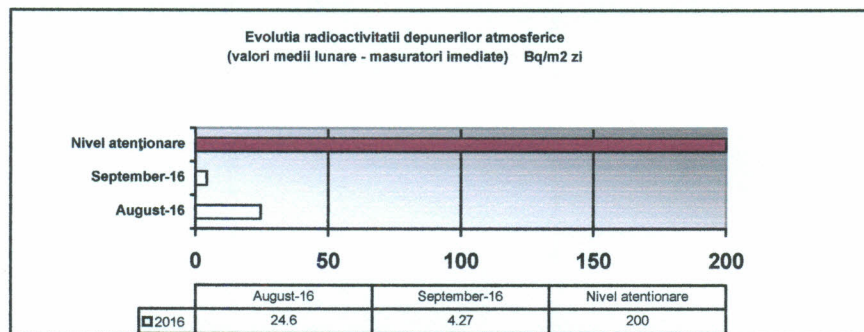 Evolutia radioactivitatii depunerilor atmosferice
(valori medii lunare - masuratori imediate) Bq/m2 zi
Nivel atenţionare
September-16
August-16
0 50 100 150 200
August-16 September-16 Nivel atentionare
2016 24.6 4.27 200